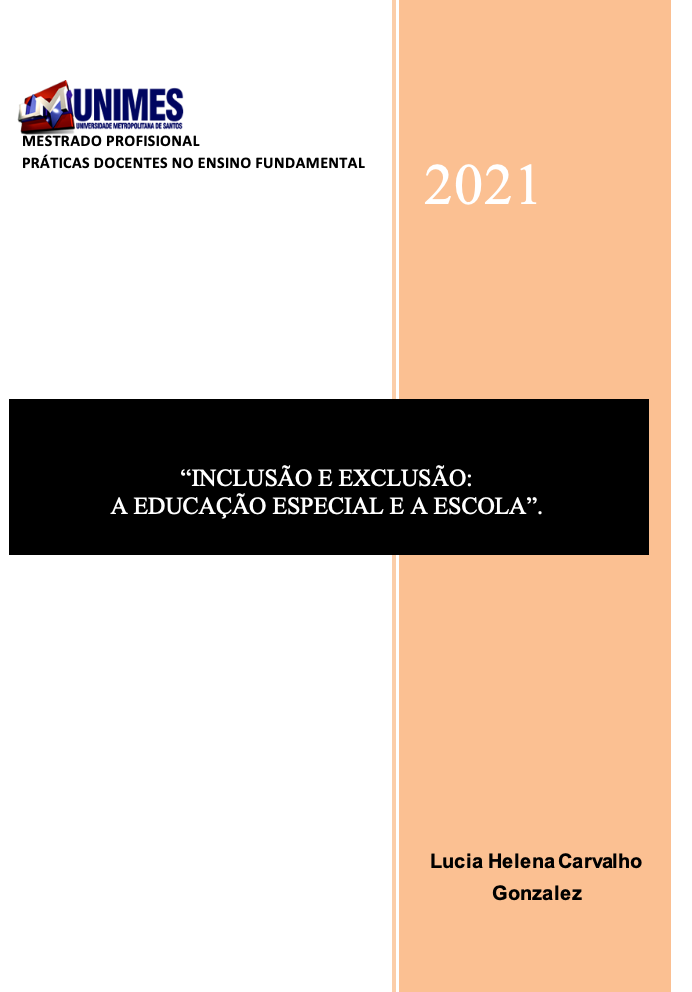 UM UNIMES
UNIVERSIDADE METROPOLITANA DE SANTOS
MESTRADO PROFISIONAL
PRÁTICAS DOCENTES NO ENSINO FUNDAMENTAL
2021
“INCLUSÃO E EXCLUSÃO:
A EDUCAÇÃO ESPECIAL E A ESCOLA”.
Lucia Helena Carvalho
Gonzalez